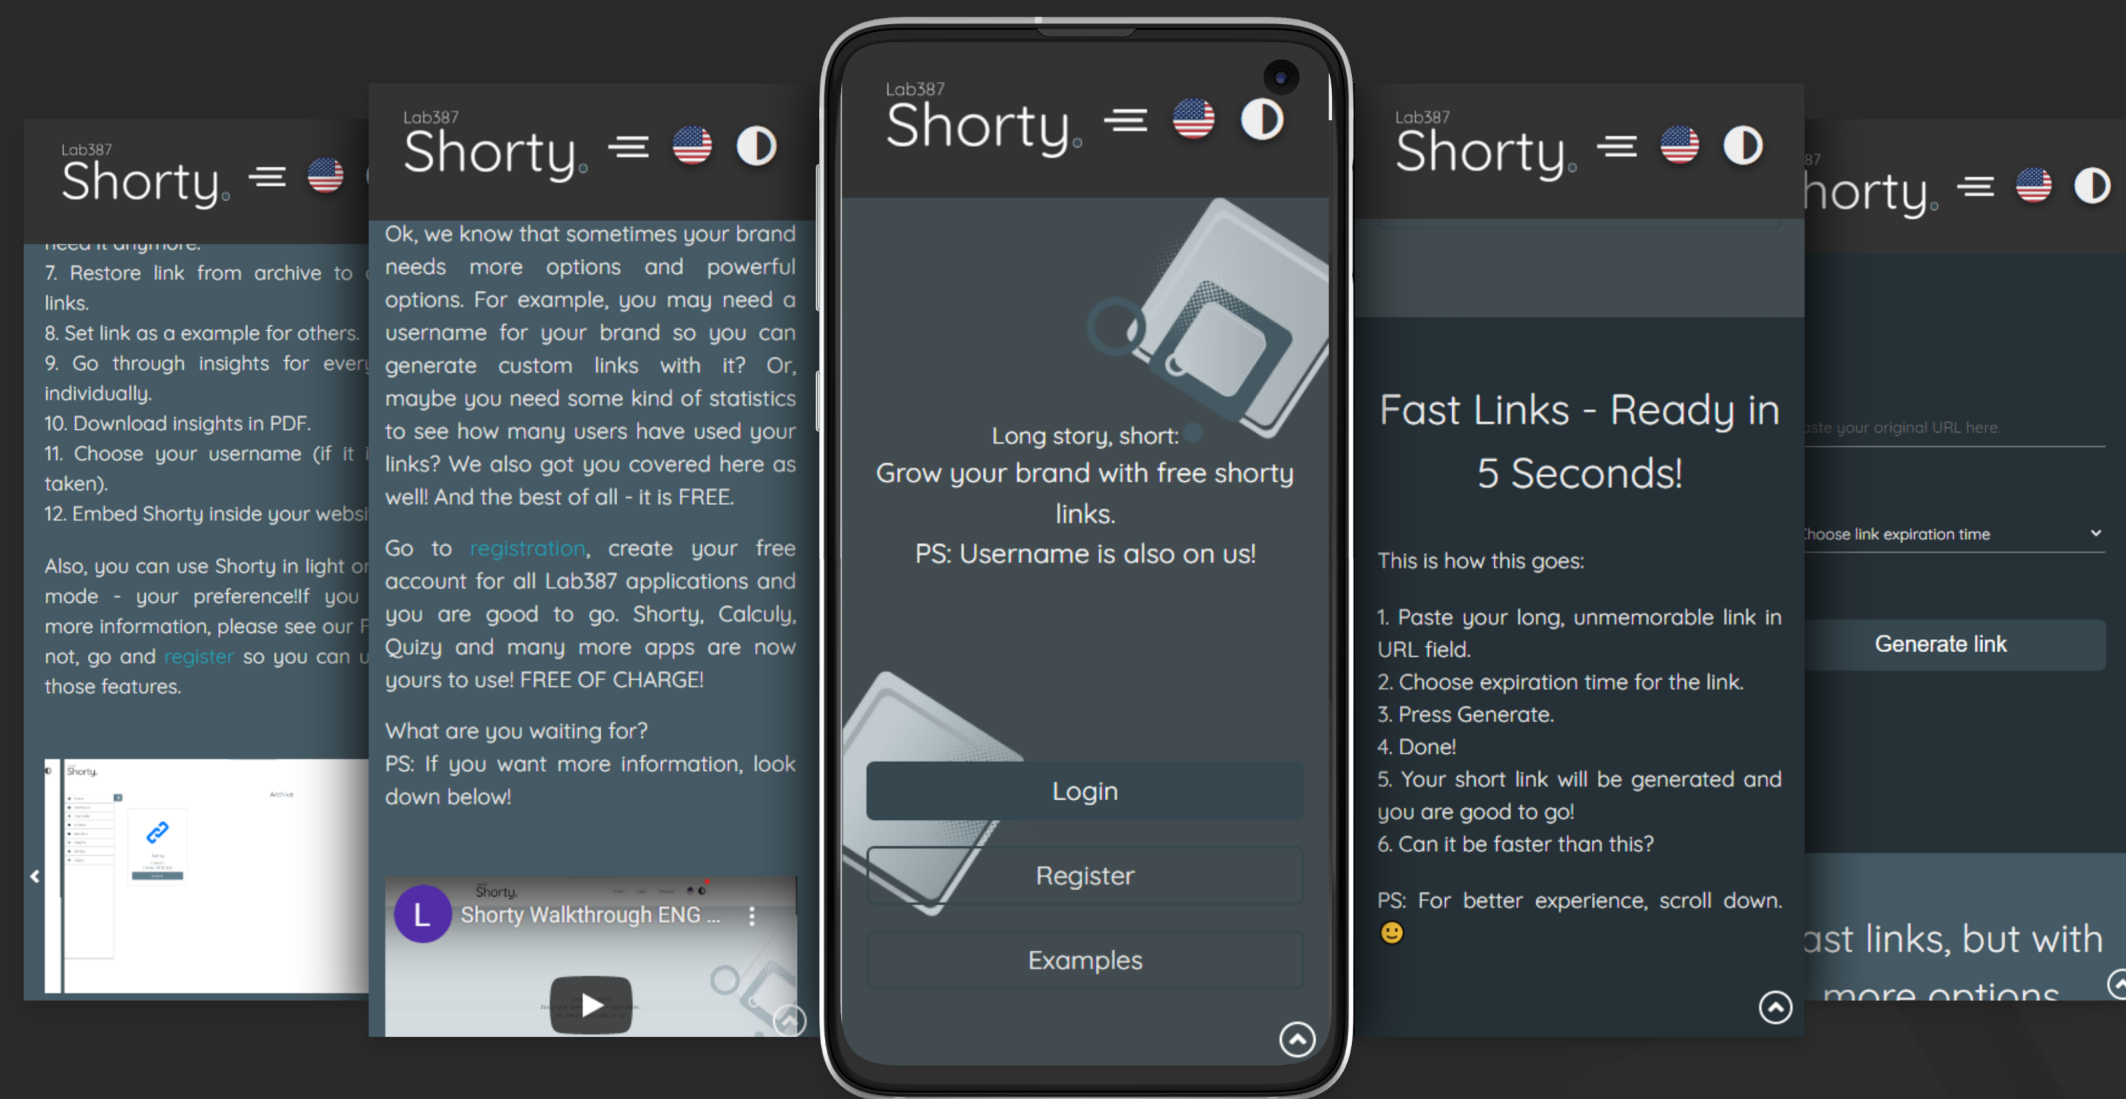 Lab387
Shorty.
need it anymore.
7. Restore link from archive to
links.
8. Set link as a example for others.
9. Go through insights for every
individually.
10. Download insights in PDF.
11. Choose your username (if it
taken).
12. Embed Shorty inside your
Also, you can use Shorty in light or
mode - your preference!If you
more information, please see our
not, go and register so you can
those features.
Shorty.
Archive
Lab387
Shorty.
Ok, we know that sometimes your brand
needs more options and powerful
options. For example, you may need a
username for your brand so you can
generate custom links with it? Or,
maybe you need some kind of statistics
to see how many users have used your
links? We also got you covered here as
well! And the best of all - it is FREE.
Go to registration, create your free
account for all Lab387 applications and
you are good to go. Shorty, Calculy,
Quizy and many more apps are now
yours to use! FREE OF CHARGE!
What are you waiting for?
PS: If you want more information, look
down below!
Shorty.
L
Shorty Walkthrough ENG ...
Lab387
Shorty.
Long story, short:
Grow your brand with free shorty
links.
PS: Username is also on us!
Login
Register
Examples
Lab387
Shorty.
Fast Links - Ready in
5 Seconds!
This is how this goes:
1. Paste your long, unmemorable link in
URL field.
2. Choose expiration time for the link.
3. Press Generate.
4. Done!
5. Your short link will be generated and
you are good to go!
6. Can it be faster than this?
PS: For better experience, scroll down.
🙂
87
horty.
aste your original URL here.
hoose link expiration time
Generate link
ast links, but with
more options